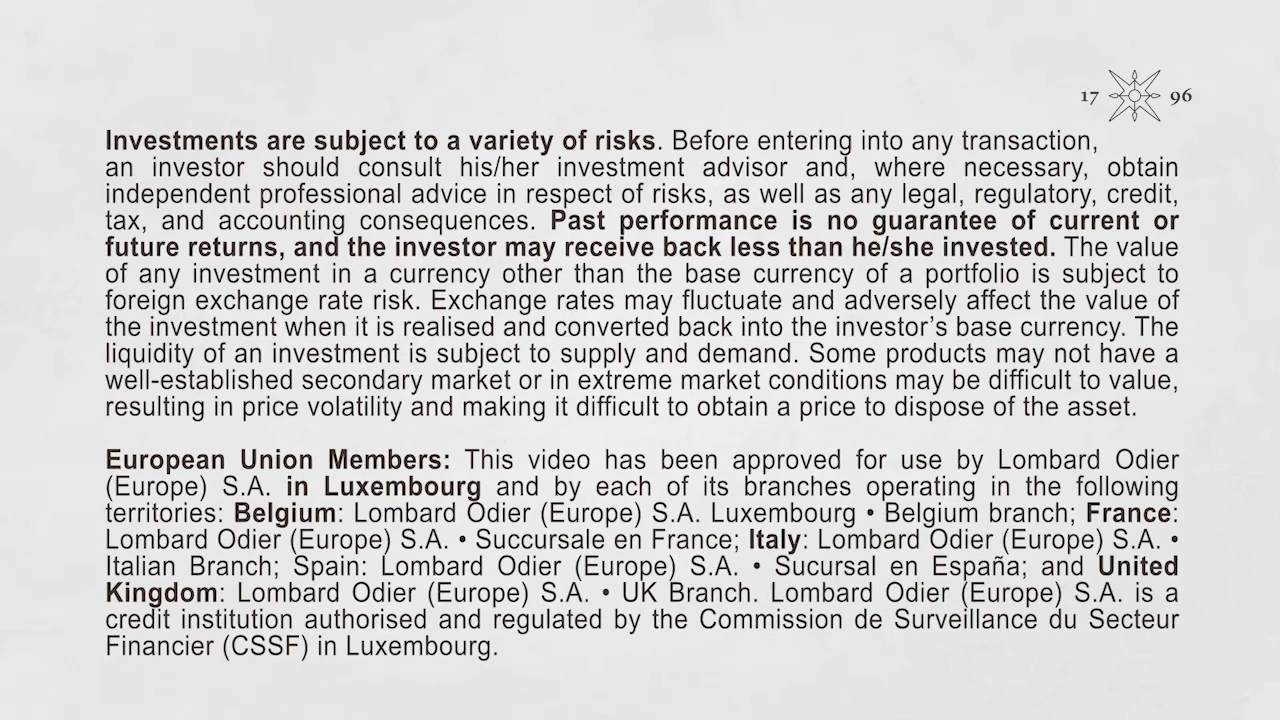 17 96
Investments are subject to a variety of risks. Before entering into any transaction,
an investor should consult his/her investment advisor and, where necessary, obtain
independent professional advice in respect of risks, as well as any legal, regulatory, credit,
tax, and accounting consequences. Past performance is no guarantee of current or
future returns, and the investor may receive back less than he/she invested. The value
of any investment in a currency other than the base currency of a portfolio is subject to
foreign exchange rate risk. Exchange rates may fluctuate and adversely affect the value of
the investment when it is realised and converted back into the investor’s base currency. The
liquidity of an investment is subject to supply and demand. Some products may not have a
well-established secondary market or in extreme market conditions may be difficult to value,
resulting in price volatility and making it difficult to obtain a price to dispose of the asset.
European Union Members: This video has been approved for use by Lombard Odier
(Europe) S.A. in Luxembourg and by each of its branches operating in the following
territories: Belgium: Lombard Odier (Europe) S.A. Luxembourg • Belgium branch; France:
Lombard Odier (Europe) S.A. • Succursale en France; Italy: Lombard Odier (Europe) S.A. •
Italian Branch; Spain: Lombard Odier (Europe) S.A. • Sucursal en España; and United
Kingdom: Lombard Odier (Europe) S.A. • UK Branch. Lombard Odier (Europe) S.A. is a
credit institution authorised and regulated by the Commission de Surveillance du Secteur
Financier (CSSF) in Luxembourg.